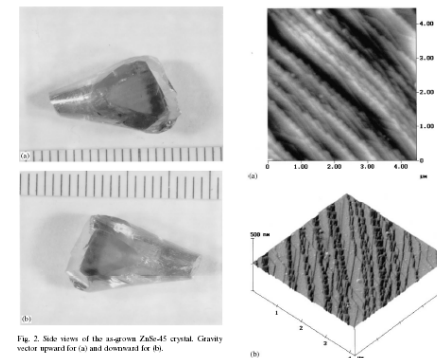 (a)
(b)
Fig. 2. Side views of the as-grown ZnSe-45 crystal. Gravity
vector upward for (a) and downward for (b).
4.00
3.00
2.00
1.00
0
0 1.00 2.00 3.00 4.00
µm
(a)
500 nm
1
2
3
(b)